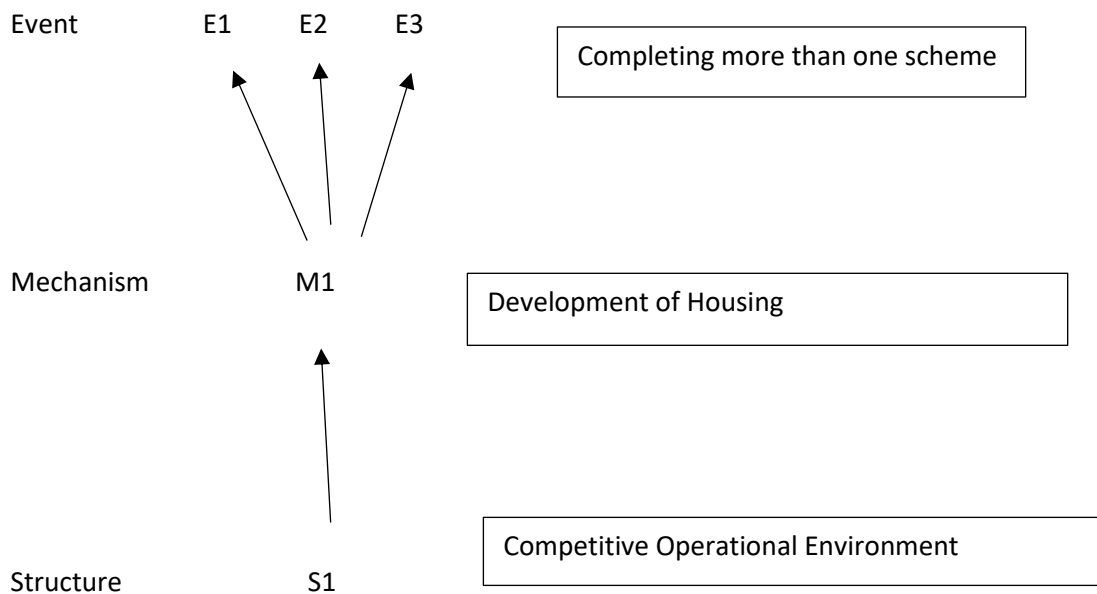 Event E1 E2 E3
Completing more than one scheme
Mechanism M1
Development of Housing
Competitive Operational Environment
Structure S1